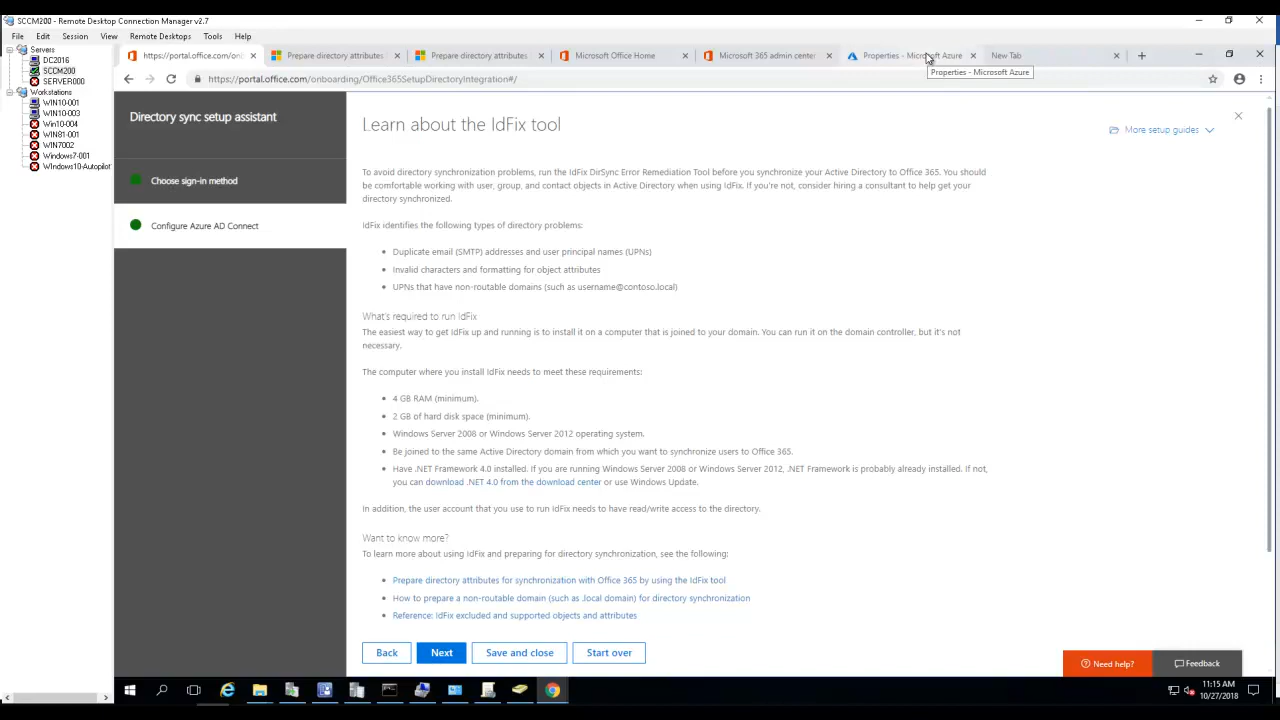 SCCM200 - Remote Desktop Connection Manager v2.7
File Edit Session View Remote Desktops Tools Help
Servers
DC2016
SCCM200
SERVER000
Workstations
WIN10-001
WIN10-003
Win10-004
WIN81-001
WIN7002
Windows7-001
WIndows10-Autopilot
https://portal.office.com/on
Prepare directory attributes
Prepare directory attributes
Microsoft Office Home
Microsoft 365 admin center
Properties - Microsoft Azure
New Tab
Properties - Microsoft Azure
https://portal.office.com/onboarding/Office365SetupDirectoryIntegration#/
Directory sync setup assistant
Choose sign-in method
Configure Azure AD Connect
Learn about the IdFix tool
More setup guides
To avoid directory synchronization problems, run the IdFix DirSync Error Remediation Tool before you synchronize your Active Directory to Office 365. You should
be comfortable working with user, group, and contact objects in Active Directory when using IdFix. If you're not, consider hiring a consultant to help get your
directory synchronized.
IdFix identifies the following types of directory problems:
• Duplicate email (SMTP) addresses and user principal names (UPNs)
• Invalid characters and formatting for object attributes
• UPNs that have non-routable domains (such as username@contoso.local)
What's required to run IdFix
The easiest way to get IdFix up and running is to install it on a computer that is joined to your domain. You can run it on the domain controller, but it's not
necessary.
The computer where you install IdFix needs to meet these requirements:
• 4 GB RAM (minimum).
• 2 GB of hard disk space (minimum).
• Windows Server 2008 or Windows Server 2012 operating system.
• Be joined to the same Active Directory domain from which you want to synchronize users to Office 365.
• Have .NET Framework 4.0 installed. If you are running Windows Server 2008 or Windows Server 2012, .NET Framework is probably already installed. If not,
you can download .NET 4.0 from the download center or use Windows Update.
In addition, the user account that you use to run IdFix needs to have read/write access to the directory.
Want to know more?
To learn more about using IdFix and preparing for directory synchronization, see the following:
• Prepare directory attributes for synchronization with Office 365 by using the IdFix tool
• How to prepare a non-routable domain (such as .local domain) for directory synchronization
• Reference: IdFix excluded and supported objects and attributes
Back Next Save and close Start over
Need help? Feedback
11:15 AM
10/27/2018